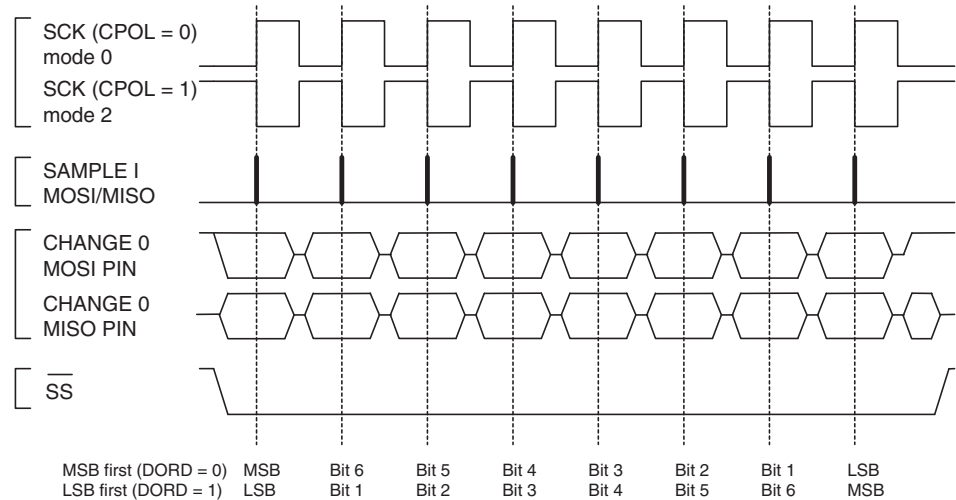 SCK (CPOL = 0)
mode 0
SCK (CPOL = 1)
mode 2
SAMPLE I
MOSI/MISO
CHANGE 0
MOSI PIN
CHANGE 0
MISO PIN
SS
MSB first (DORD = 0) MSB Bit 6 Bit 5 Bit 4 Bit 3 Bit 2 Bit 1 LSB
LSB first (DORD = 1) LSB Bit 1 Bit 2 Bit 3 Bit 4 Bit 5 Bit 6 MSB